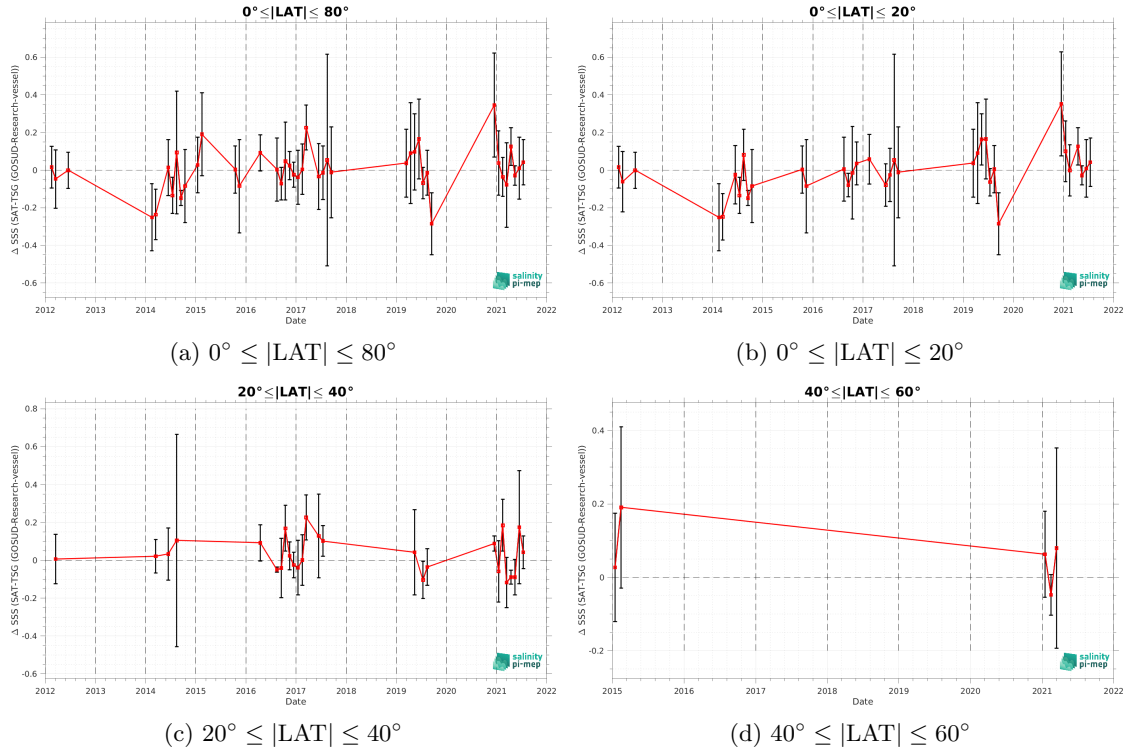 0°≤|LAT|≤ 80°
Δ SSS (SAT-TSG (GOSUD-Research-vessel))
0.6
0.4
0.2
0
-0.2
-0.4
-0.6
2012 2013 2014 2015 2016 2017 2018 2019 2020 2021 2022
Date
salinity
pi-mep
(a) 0° ≤ |LAT| ≤ 80°
0°≤|LAT|≤ 20°
Δ SSS (SAT-TSG (GOSUD-Research-vessel))
0.6
0.4
0.2
0
-0.2
-0.4
-0.6
2012 2013 2014 2015 2016 2017 2018 2019 2020 2021 2022
Date
salinity
pi-mep
(b) 0° ≤ |LAT| ≤ 20°
20°≤|LAT|≤ 40°
Δ SSS (SAT-TSG (GOSUD-Research-vessel))
0.8
0.6
0.4
0.2
0
-0.2
-0.4
-0.6
2012 2013 2014 2015 2016 2017 2018 2019 2020 2021 2022
Date
salinity
pi-mep
(c) 20° ≤ |LAT| ≤ 40°
40°≤|LAT|≤ 60°
Δ SSS (SAT-TSG (GOSUD-Research-vessel))
0.4
0.2
0
-0.2
2015 2016 2017 2018 2019 2020 2021 2022
Date
salinity
pi-mep
(d) 40° ≤ |LAT| ≤ 60°